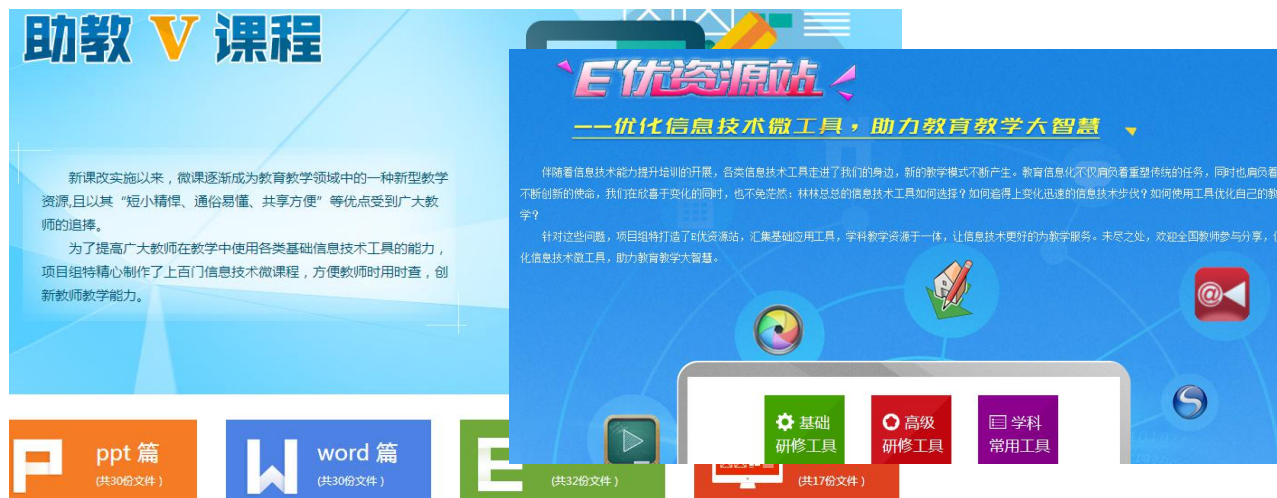 助教 V 课程
新课改实施以来，微课逐渐成为教育教学领域中的一种新型教学
资源,且以其“短小精悍、通俗易懂、共享方便”等优点受到广大教
师的追捧。
为了提高广大教师在教学中使用各类基础信息技术工具的能力，
项目组特精心制作了上百门信息技术微课程，方便教师时用时查，创
新教师教学能力。
ppt 篇
(共30份文件)
word 篇
(共30份文件)
(共32份文件)
(共17份文件)
E优资源站
——优化信息技术微工具，助力教育教学大智慧
伴随着信息技术能力提升培训的开展，各类信息技术工具走进了我们的身边，新的教学模式不断产生。教育信息化不仅肩负着重塑传统的任务，同时也肩负着
不断创新的使命，我们在欣喜于变化的同时，也不免茫然：林林总总的信息技术工具如何选择？如何追得上变化迅速的信息技术步伐？如何使用工具优化自己的教
学？
针对这些问题，项目组特打造了E优资源站，汇集基础应用工具，学科教学资源于一体，让信息技术更好的为教学服务。未尽之处，欢迎全国教师参与分享，
化信息技术微工具，助力教育教学大智慧。
基础
研修工具
高级
研修工具
学科
常用工具